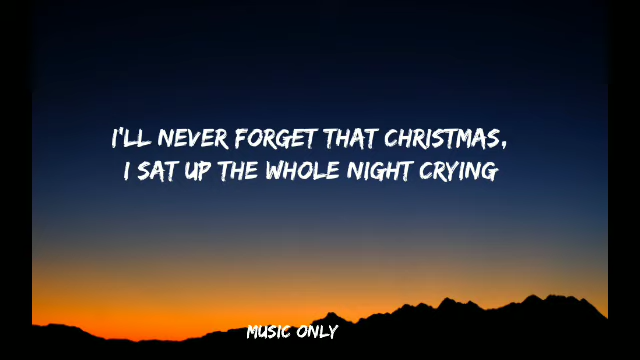 I'LL NEVER FORGET THAT CHRISTMAS,
I SAT UP THE WHOLE NIGHT CRYING
MUSIC ONLY